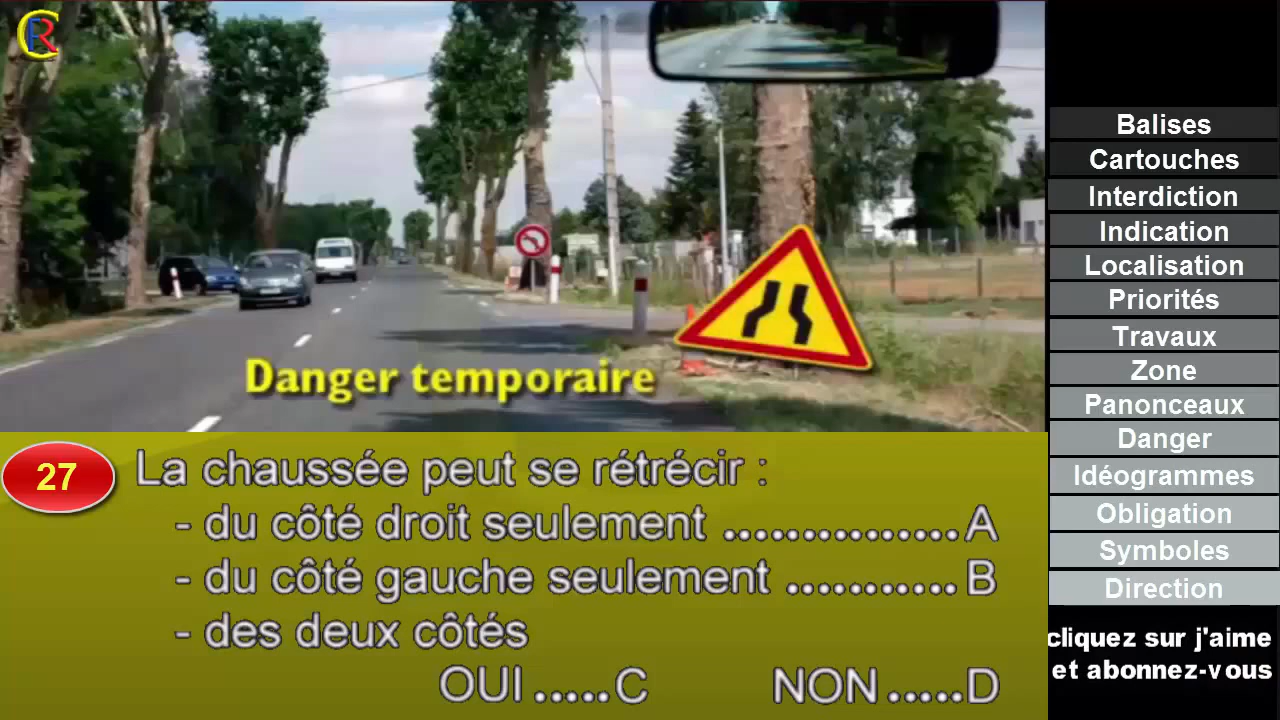 CR
Danger temporaire
27
La chaussée peut se rétrécir :
- du côté droit seulement ............... A
- du côté gauche seulement ........... B
- des deux côtés
OUI ..... C NON ..... D
Balises
Cartouches
Interdiction
Indication
Localisation
Priorités
Travaux
Zone
Panonceaux
Danger
Idéogrammes
Obligation
Symboles
Direction
cliquez sur j'aime
et abonnez-vous